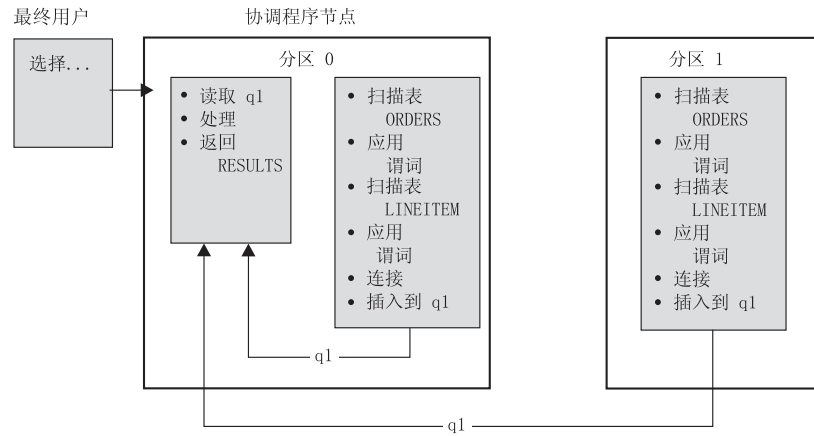 最终用户
协调程序节点
选择...
分区 0
• 读取 q1
• 处理
• 返回
RESULTS
• 扫描表
ORDERS
• 应用
谓词
• 扫描表
LINEITEM
• 应用
谓词
• 连接
• 插入到 q1
分区 1
• 扫描表
ORDERS
• 应用
谓词
• 扫描表
LINEITEM
• 应用
谓词
• 连接
• 插入到 q1
q1
q1